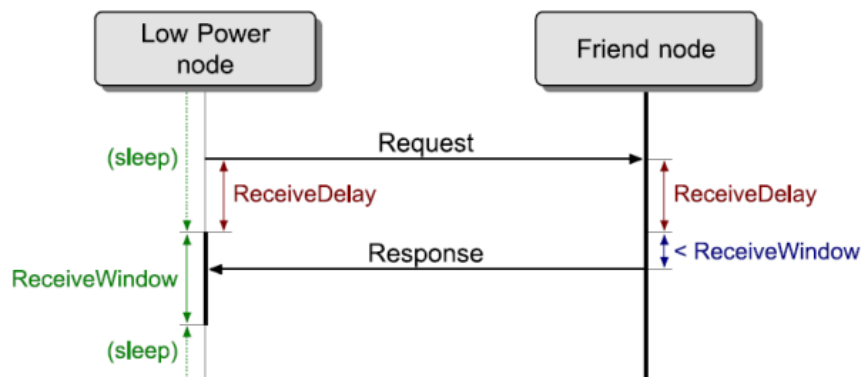 Low Power
node
Friend node
(sleep)
Request
ReceiveDelay
ReceiveDelay
Response
< ReceiveWindow
ReceiveWindow
(sleep)